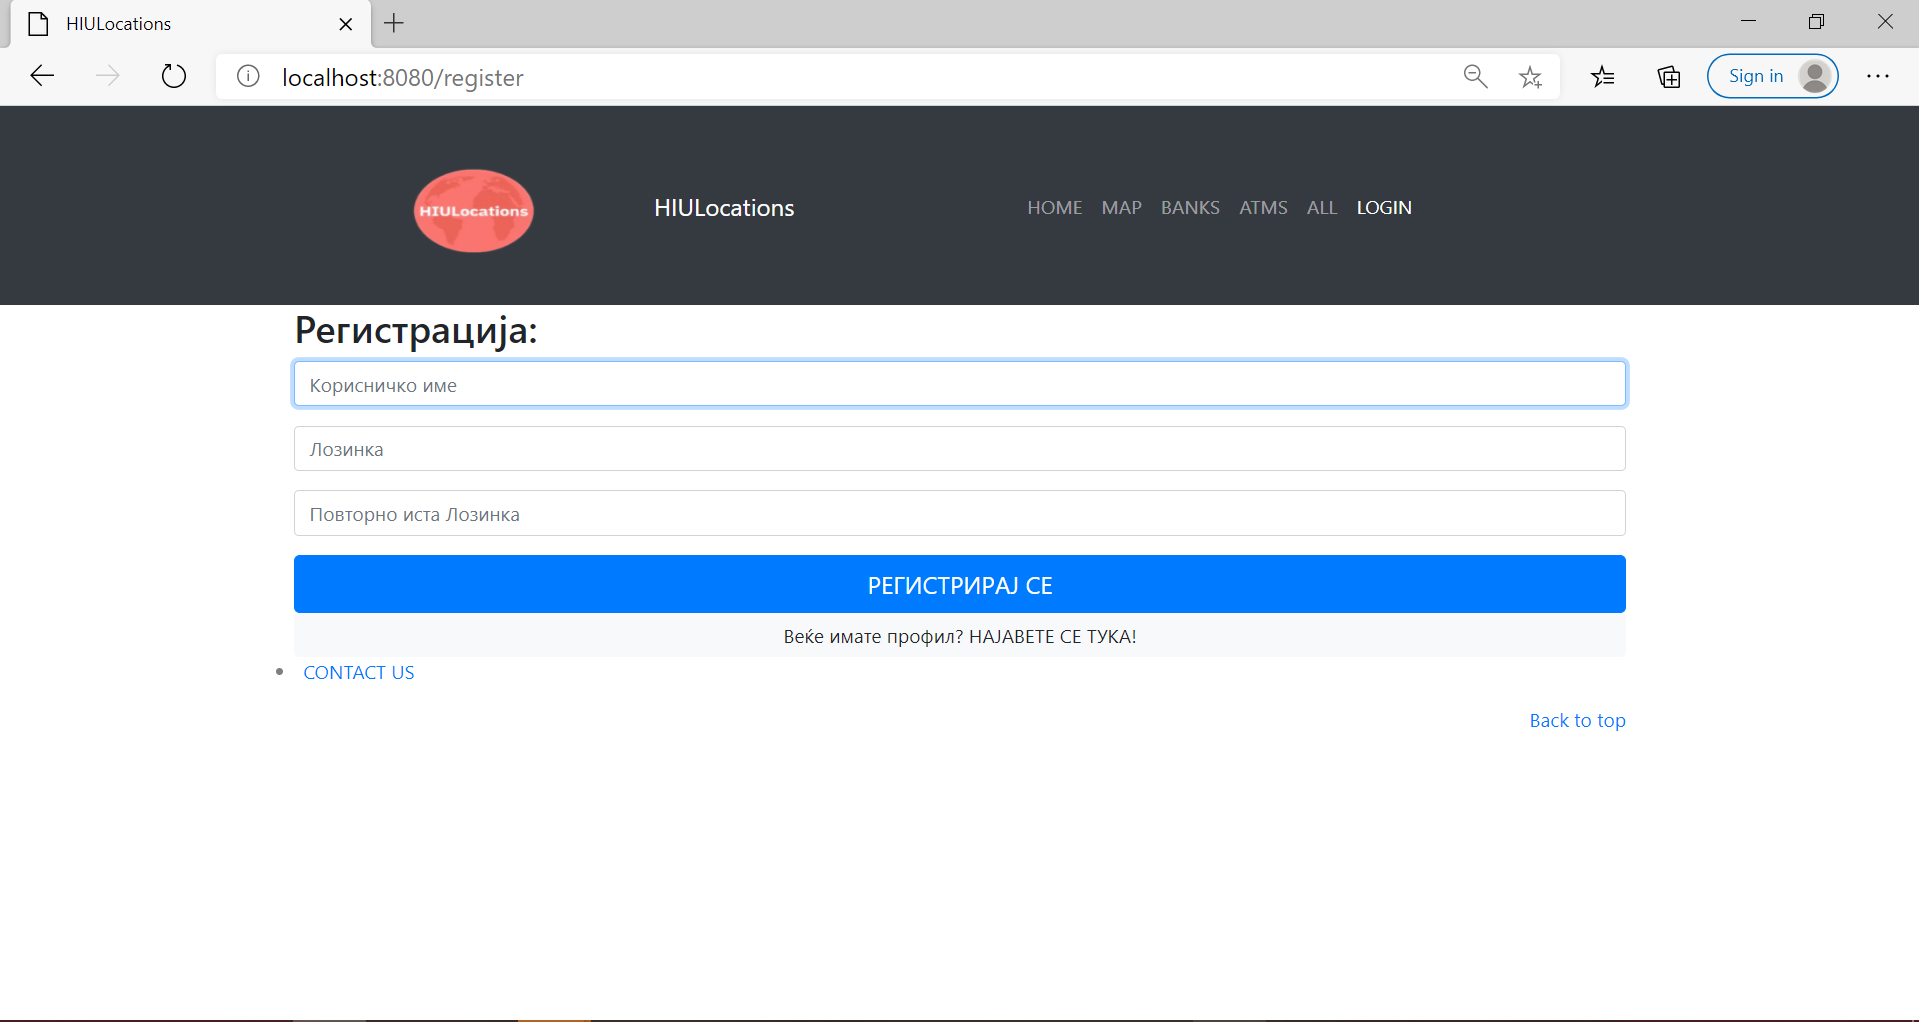 HIULocations
localhost:8080/register
Sign in
HIULocations
HIULocations
HOME MAP BANKS ATMS ALL LOGIN
Регистрација:
Корисничко име
Лозинка
Повторно иста Лозинка
РЕГИСТРИРАЈ СЕ
Веќе имате профил? НАЈАВЕТЕ СЕ ТУКА!
CONTACT US
Back to top